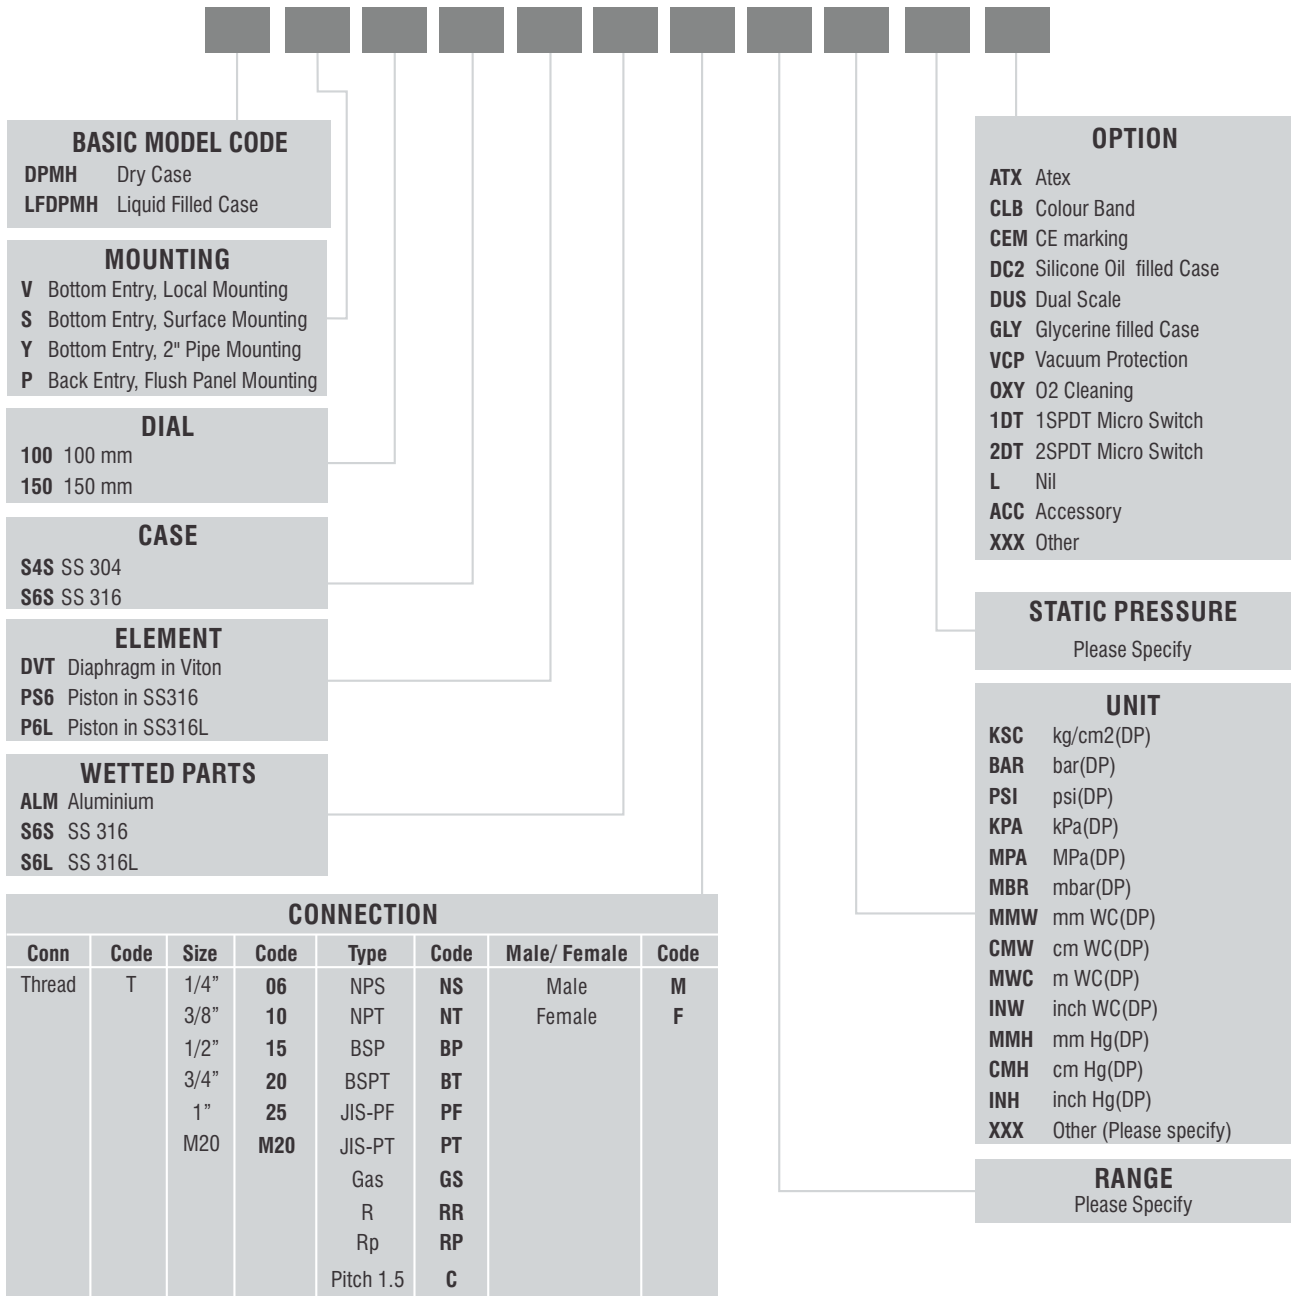 BASIC MODEL CODE
DPMH Dry Case
LFDPMH Liquid Filled Case
MOUNTING
V Bottom Entry, Local Mounting
S Bottom Entry, Surface Mounting
Y Bottom Entry, 2" Pipe Mounting
P Back Entry, Flush Panel Mounting
DIAL
100 100 mm
150 150 mm
CASE
S4S SS 304
S6S SS 316
ELEMENT
DVT Diaphragm in Viton
PS6 Piston in SS316
P6L Piston in SS316L
WETTED PARTS
ALM Aluminium
S6S SS 316
S6L SS 316L
CONNECTION
Conn Code Size Code Type Code Male/ Female Code
Thread T 1/4” 06 NPS NS Male M
3/8” 10 NPT NT Female F
1/2” 15 BSP BP
3/4” 20 BSPT BT
1” 25 JIS-PF PF
M20 M20 JIS-PT PT
Gas GS
R RR
Rp RP
Pitch 1.5 C
OPTION
ATX Atex
CLB Colour Band
CEM CE marking
DC2 Silicone Oil filled Case
DUS Dual Scale
GLY Glycerine filled Case
VCP Vacuum Protection
OXY O2 Cleaning
1DT 1SPDT Micro Switch
2DT 2SPDT Micro Switch
L Nil
ACC Accessory
XXX Other
STATIC PRESSURE
Please Specify
UNIT
KSC kg/cm2(DP)
BAR bar(DP)
PSI psi(DP)
KPA kPa(DP)
MPA MPa(DP)
MBR mbar(DP)
MMW mm WC(DP)
CMW cm WC(DP)
MWC m WC(DP)
INW inch WC(DP)
MMH mm Hg(DP)
CMH cm Hg(DP)
INH inch Hg(DP)
XXX Other (Please specify)
RANGE
Please Specify